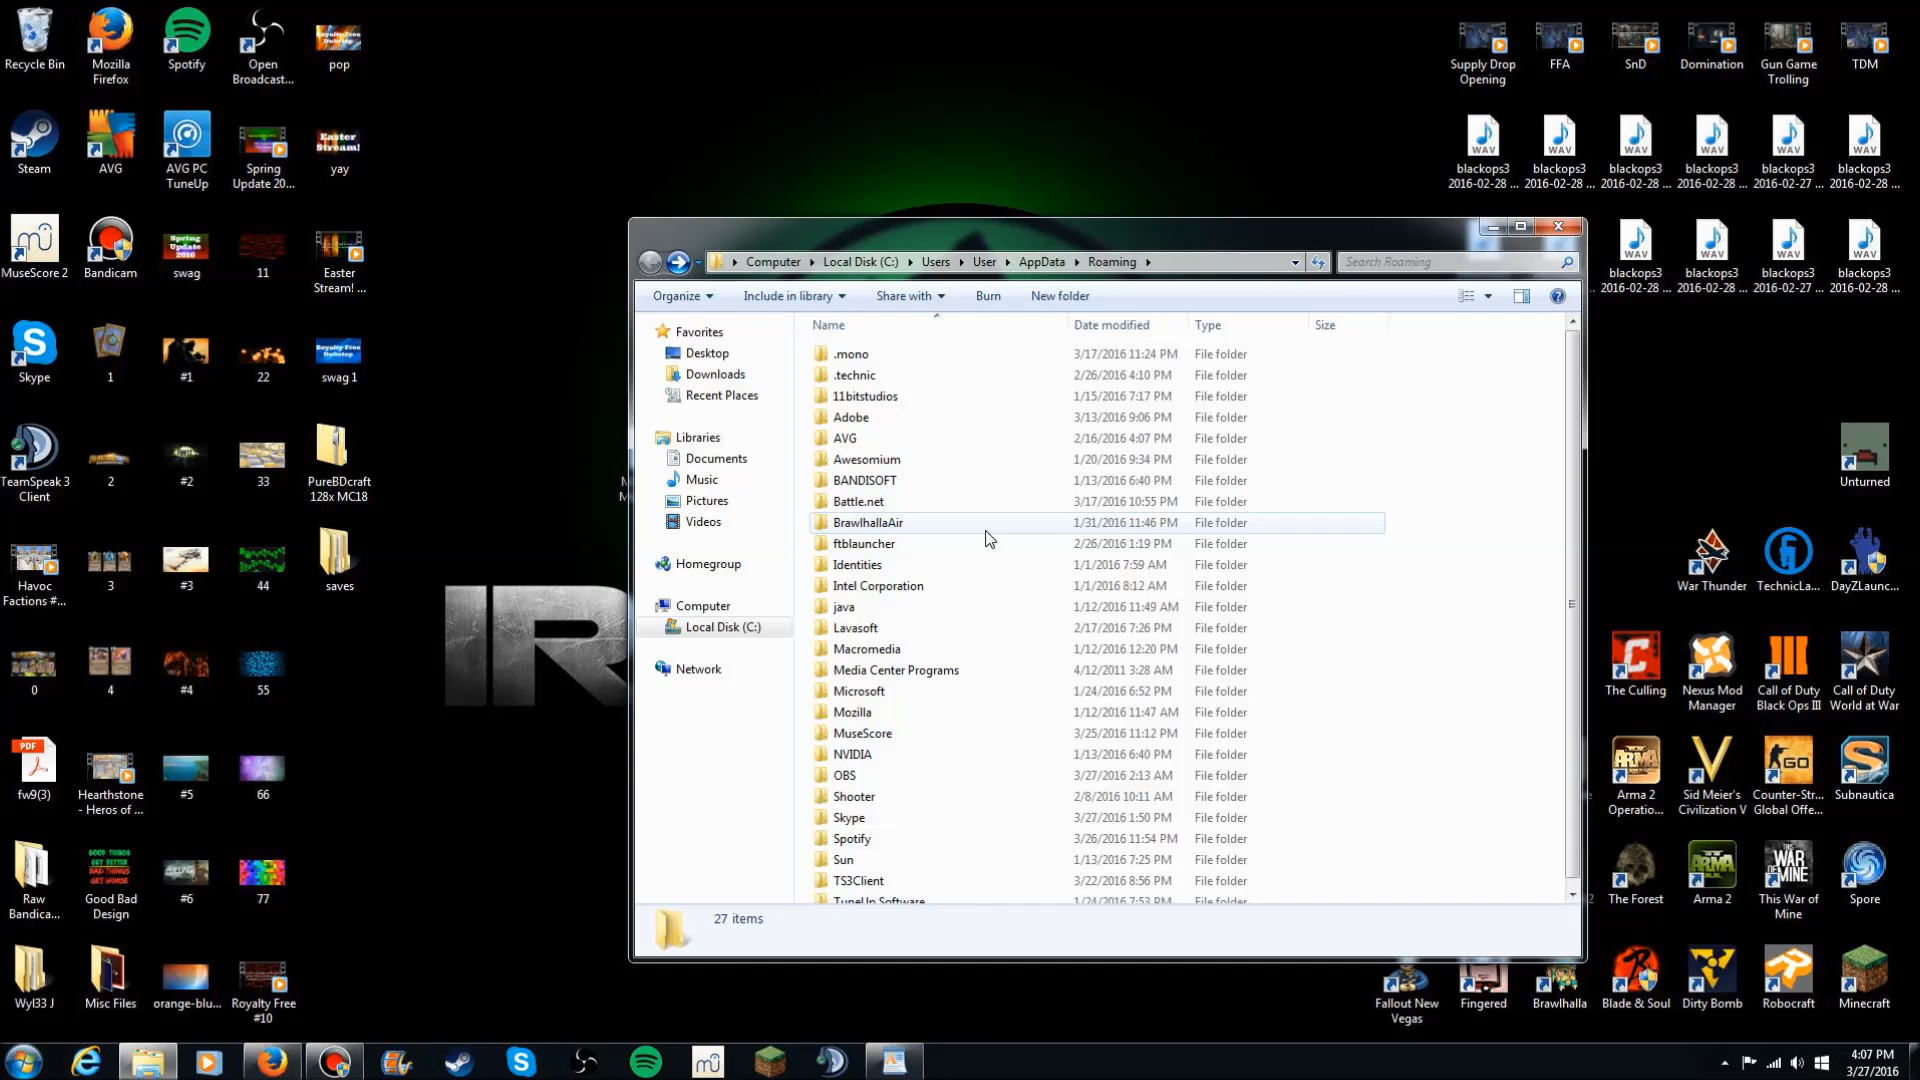 Recycle Bin
Mozilla
Firefox
Spotify
Open
Broadcast...
pop
Steam
AVG
AVG PC
TuneUp
Spring
Update 20...
yay
MuseScore 2
Bandicam
swag
11
Easter
Stream! ...
Skype
1
#1
22
swag 1
TeamSpeak 3
Client
2
#2
33
PureBDcraft
128x MC18
Havoc
Factions #...
3
#3
44
saves
0
4
#4
55
fw9(3)
Hearthstone
- Heros of ...
#5
66
Raw
Bandica...
Good Bad
Design
#6
77
Wyl33 J
Misc Files
orange-blu...
Royalty Free
#10
Computer
Local Disk (C:)
Users
User
AppData
Roaming
Search Roaming
Organize
Include in library
Share with
Burn
New folder
Favorites
Desktop
Downloads
Recent Places
Libraries
Documents
Music
Pictures
Videos
Homegroup
Computer
Local Disk (C:)
Network
Name Date modified Type Size
.mono 3/17/2016 11:24 PM File folder
.technic 2/26/2016 4:10 PM File folder
11bitstudios 1/15/2016 7:17 PM File folder
Adobe 3/13/2016 9:06 PM File folder
AVG 2/16/2016 4:07 PM File folder
Awesomium 1/20/2016 9:34 PM File folder
BANDISOFT 1/13/2016 6:40 PM File folder
Battle.net 3/17/2016 10:55 PM File folder
BrawlhallaAir 1/31/2016 11:46 PM File folder
ftblauncher 2/26/2016 1:19 PM File folder
Identities 1/1/2016 7:59 AM File folder
Intel Corporation 1/1/2016 8:12 AM File folder
java 1/12/2016 11:49 AM File folder
Lavasoft 2/17/2016 7:26 PM File folder
Macromedia 1/12/2016 12:20 PM File folder
Media Center Programs 4/12/2011 3:28 AM File folder
Microsoft 1/24/2016 6:52 PM File folder
Mozilla 1/12/2016 11:47 AM File folder
MuseScore 3/25/2016 11:12 PM File folder
NVIDIA 1/13/2016 6:40 PM File folder
OBS 3/27/2016 2:13 AM File folder
Shooter 2/8/2016 10:11 AM File folder
Skype 3/27/2016 1:50 PM File folder
Spotify 3/26/2016 11:54 PM File folder
Sun 1/13/2016 7:25 PM File folder
TS3Client 3/22/2016 8:56 PM File folder
TuneUp Software 1/24/2016 7:53 PM File folder
27 items
Supply Drop
Opening
FFA
SnD
Domination
Gun Game
Trolling
TDM
blackops3
2016-02-28 ...
blackops3
2016-02-28 ...
blackops3
2016-02-28 ...
blackops3
2016-02-28 ...
blackops3
2016-02-27 ...
blackops3
2016-02-28 ...
blackops3
2016-02-28 ...
blackops3
2016-02-28 ...
blackops3
2016-02-28 ...
blackops3
2016-02-28 ...
Unturned
War Thunder
TechnicLa...
DayZLaunc...
The Culling
Nexus Mod
Manager
Call of Duty
Black Ops III
Call of Duty
World at War
Arma 2
Operatio...
Sid Meier's
Civilization V
Counter-Str...
Global Offe...
Subnautica
The Forest
Arma 2
This War of
Mine
Spore
Fallout New
Vegas
Fingered
Brawlhalla
Blade & Soul
Dirty Bomb
Robocraft
Minecraft
4:07 PM
3/27/2016